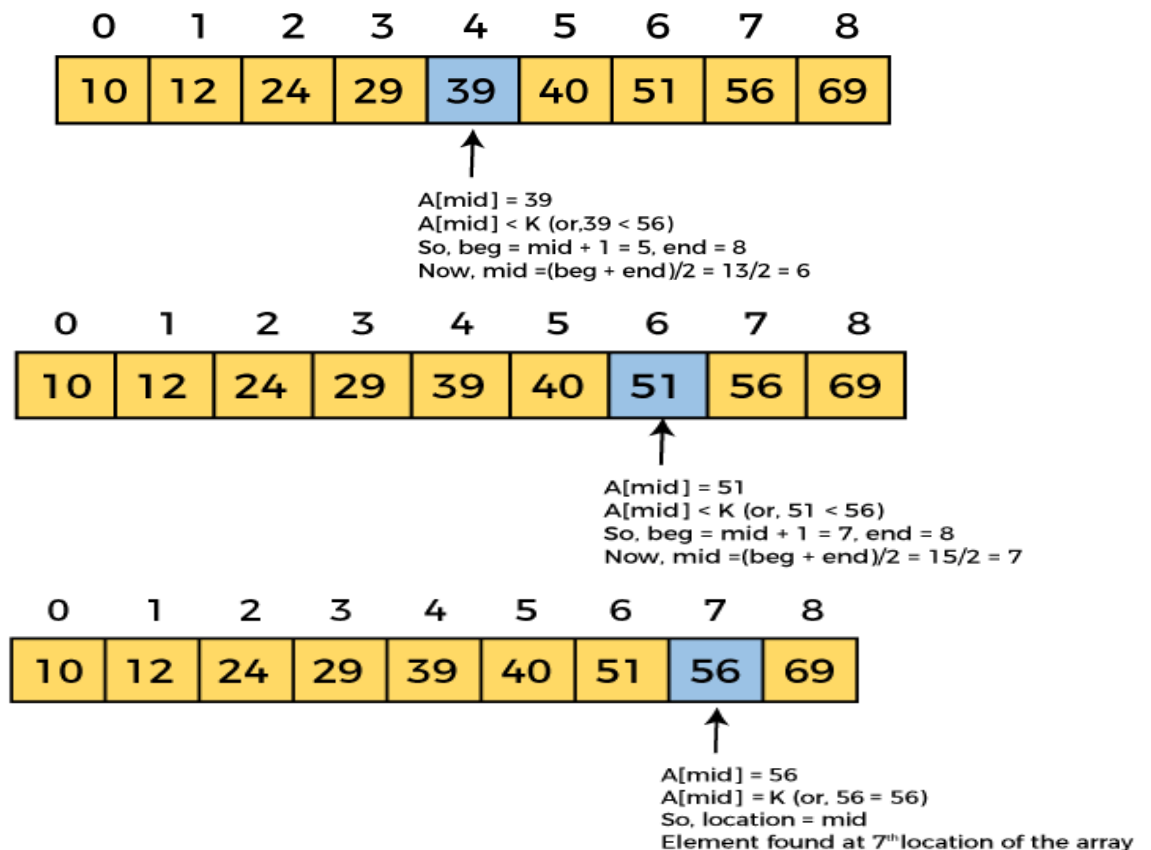 0 1 2 3 4 5 6 7 8
10 12 24 29 39 40 51 56 69
A[mid] = 39
A[mid] < K (or,39 < 56)
So, beg = mid + 1 = 5, end = 8
Now, mid =(beg + end)/2 = 13/2 = 6
0 1 2 3 4 5 6 7 8
10 12 24 29 39 40 51 56 69
A[mid] = 51
A[mid] < K (or, 51 < 56)
So, beg = mid + 1 = 7, end = 8
Now, mid =(beg + end)/2 = 15/2 = 7
0 1 2 3 4 5 6 7 8
10 12 24 29 39 40 51 56 69
A[mid] = 56
A[mid] = K (or, 56 = 56)
So, location = mid
Element found at 7th location of the array